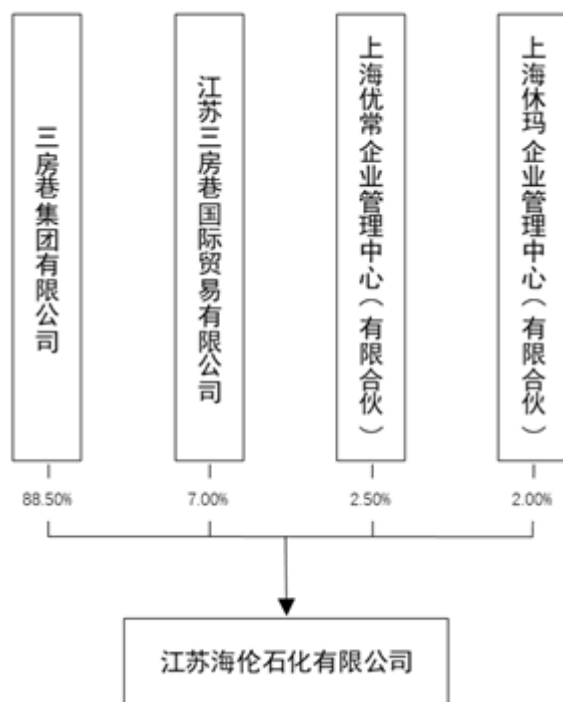 三房巷集团有限公司
江苏三房巷国际贸易有限公司
上海优常企业管理中心（有限合伙）
上海休玛企业管理中心（有限合伙）
88.50%
7.00%
2.50%
2.00%
江苏海伦石化有限公司